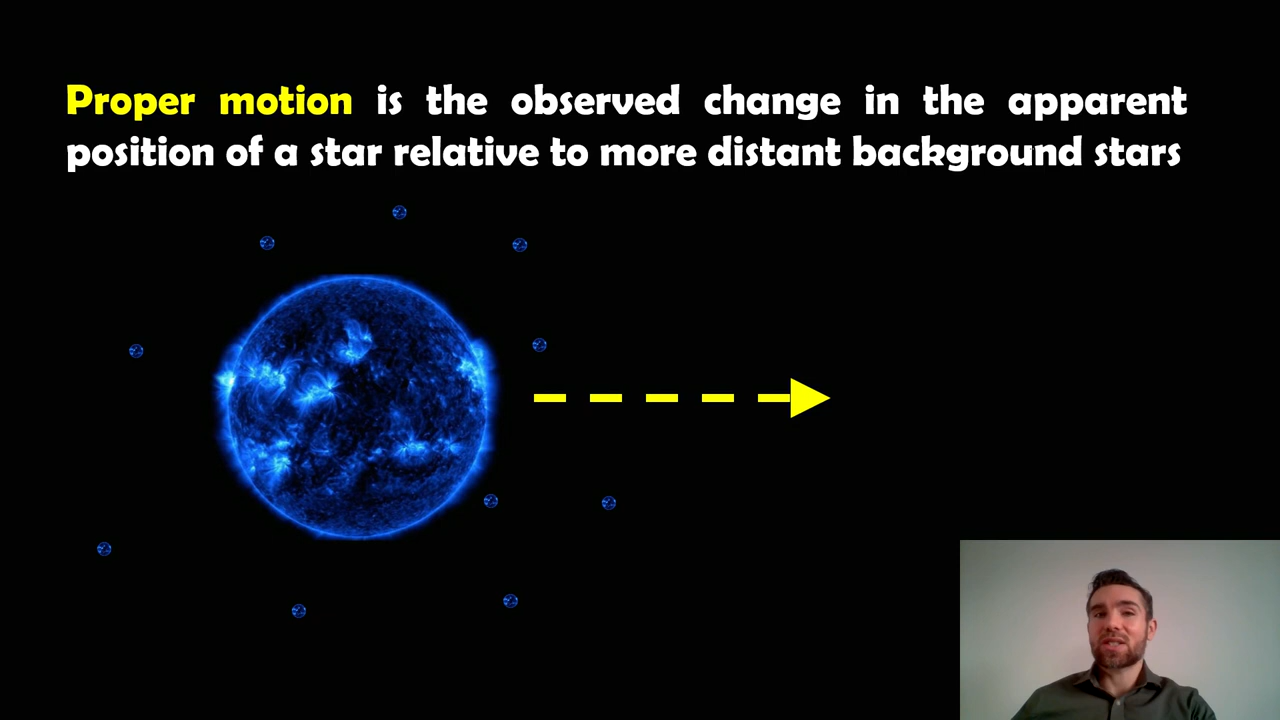 Proper motion is the observed change in the apparent
position of a star relative to more distant background stars